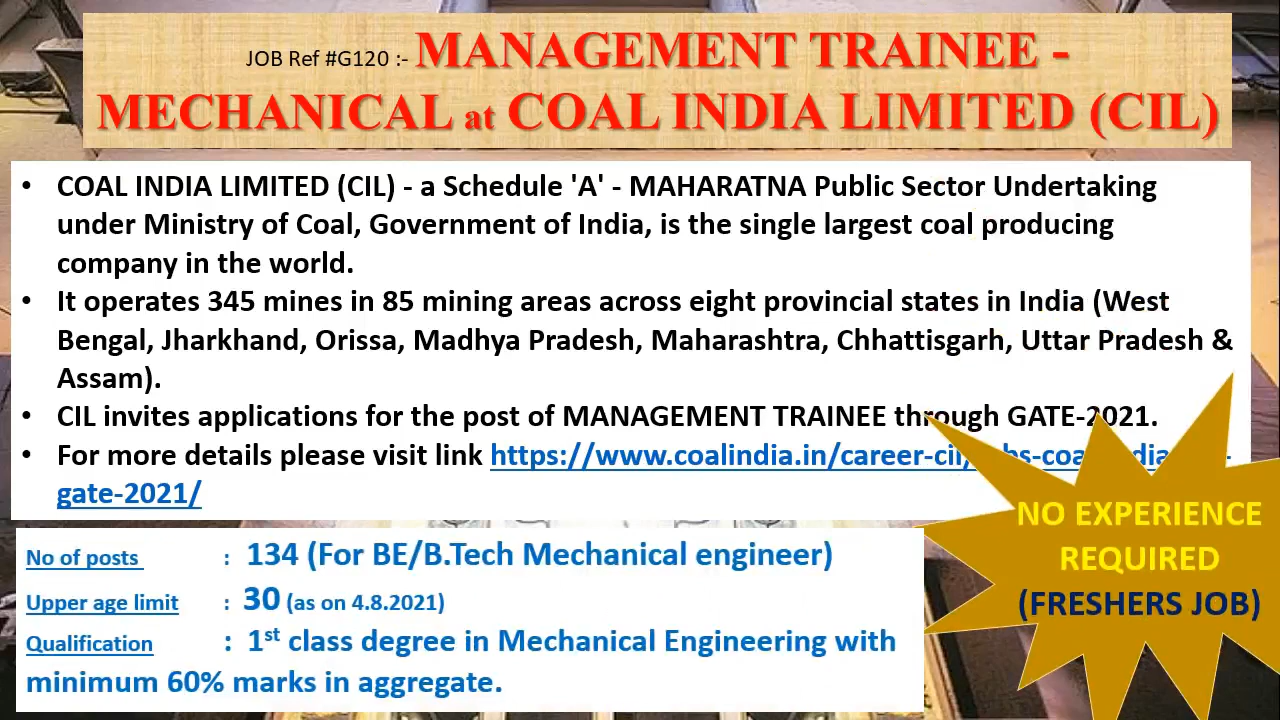 JOB Ref #G120 :- MANAGEMENT TRAINEE -
MECHANICAL at COAL INDIA LIMITED (CIL)
• COAL INDIA LIMITED (CIL) - a Schedule 'A' - MAHARATNA Public Sector Undertaking
under Ministry of Coal, Government of India, is the single largest coal producing
company in the world.
• It operates 345 mines in 85 mining areas across eight provincial states in India (West
Bengal, Jharkhand, Orissa, Madhya Pradesh, Maharashtra, Chhattisgarh, Uttar Pradesh &
Assam).
• CIL invites applications for the post of MANAGEMENT TRAINEE through GATE-2021.
• For more details please visit link https://www.coalindia.in/career-cil/
gate-2021/
No of posts : 134 (For BE/B.Tech Mechanical engineer)
Upper age limit : 30 (as on 4.8.2021)
Qualification : 1st class degree in Mechanical Engineering with
minimum 60% marks in aggregate.
NO EXPERIENCE
REQUIRED
(FRESHERS JOB)